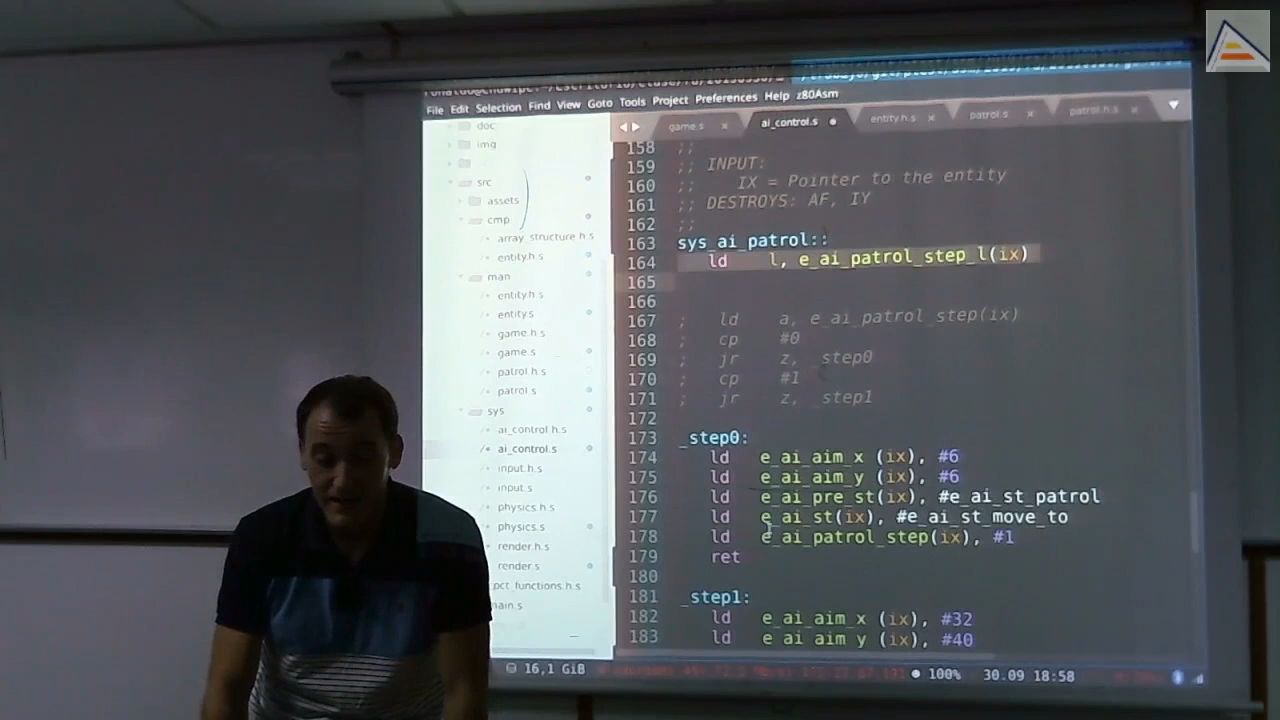 File Edit Selection Find View Goto Tools Project Preferences Help z80Asm
game.s ai_control.s entity.h.s patrol.s patrol.h.s
doc
img
src
assets
cmp
array_structure.h.s
entity.h.s
man
entity.h.s
entity.s
game.h.s
game.s
patrol.h.s
patrol.s
sys
ai_control.h.s
ai_control.s
input.h.s
input.s
physics.h.s
physics.s
render.h.s
render.s
pct_functions.h.s
ain.s
158 ;;
159 ;; INPUT:
160 ;; IX = Pointer to the entity
161 ;; DESTROYS: AF, IY
162 ;;
163 sys_ai_patrol::
164 ld l, e_ai_patrol_step_l(ix)
165
166
167 ; ld a, e_ai_patrol_step(ix)
168 ; cp #0
169 ; jr z, _step0
170 ; cp #1
171 ; jr z, _step1
172
173 _step0:
174 ld e_ai_aim_x (ix), #6
175 ld e_ai_aim_y (ix), #6
176 ld e_ai_pre_st(ix), #e_ai_st_patrol
177 ld e_ai_st(ix), #e_ai_st_move_to
178 ld e_ai_patrol_step(ix), #1
179 ret
180
181 _step1:
182 ld e_ai_aim_x (ix), #32
183 ld e_ai_aim_y (ix), #40
16,1 GiB
100% 30.09 18:58